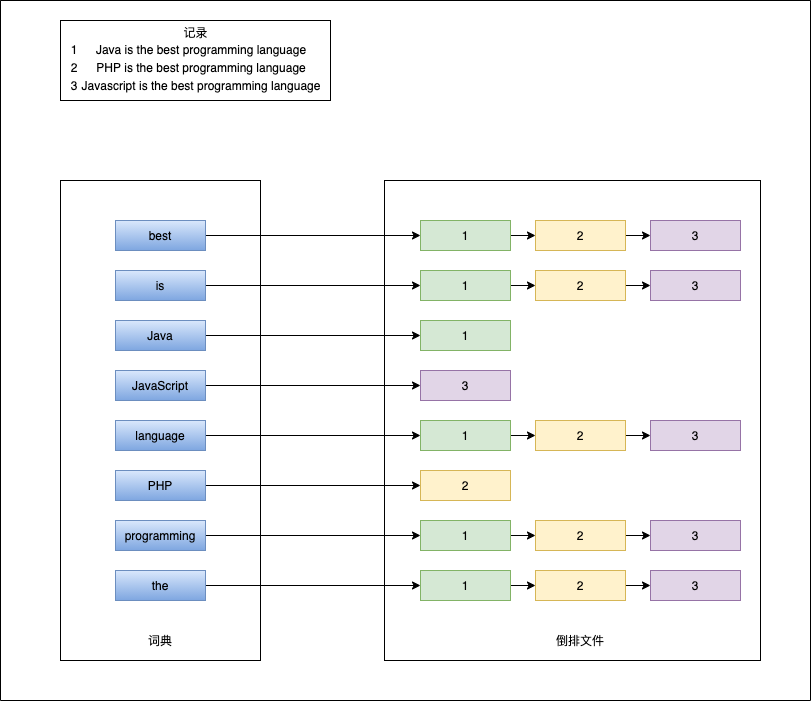 记录
1 Java is the best programming language
2 PHP is the best programming language
3 Javascript is the best programming language
best 1 2 3
is 1 2 3
Java 1
JavaScript 3
language 1 2 3
PHP 2
programming 1 2 3
the 1 2 3
词典 倒排文件